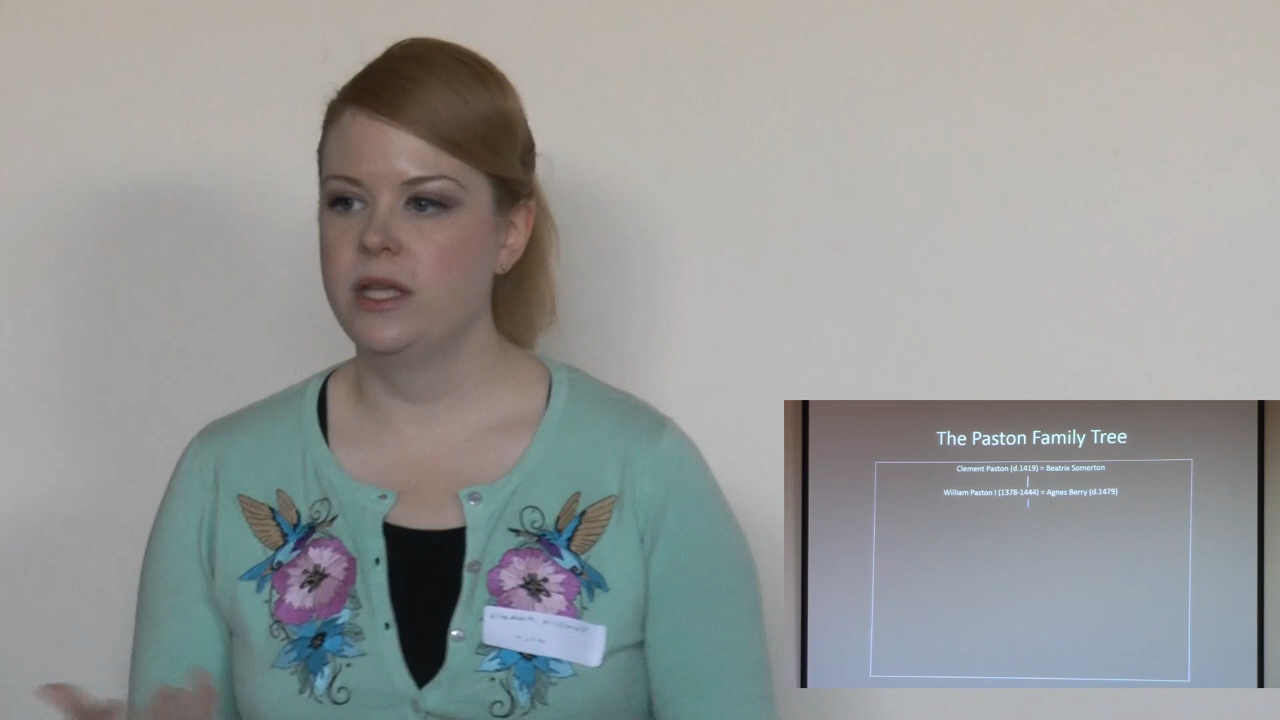 The Paston Family Tree
Clement Paston (d.1419) = Beatrix Somerton
William Paston I (1378-1444) = Agnes Berry (d.1479)